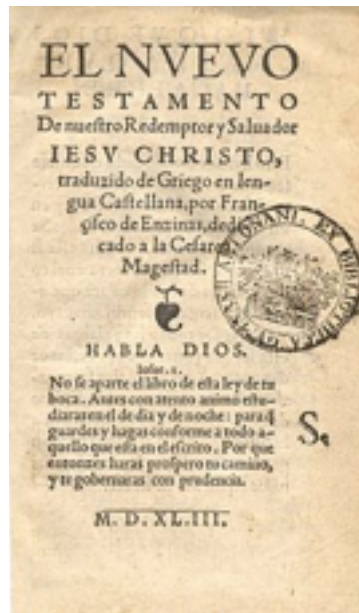 EL NVEVO
TESTAMENTO
De nueſtro Redemptor y Saluador
IESV CHRISTO,
traduzido de Griego en len-
gua Caſtellana, por Fran-
çiſco de Enzinas, dedi-
cado a la Ceſarea
Mageſtad.
HABLA DIOS.
Ioſue. 1.
No ſe aparte el libro de eſta ley de tu
boca. Antes con atento animo eſtu-
diaras en el de dia y de noche: para q̃
guardes y hagas conforme a todo a-
quello que eſta en el eſcrito. Por que
entonzes haras proſpero tu camino,
y te gobernaras con prudencia.
M. D. XL.III.
S.
EX